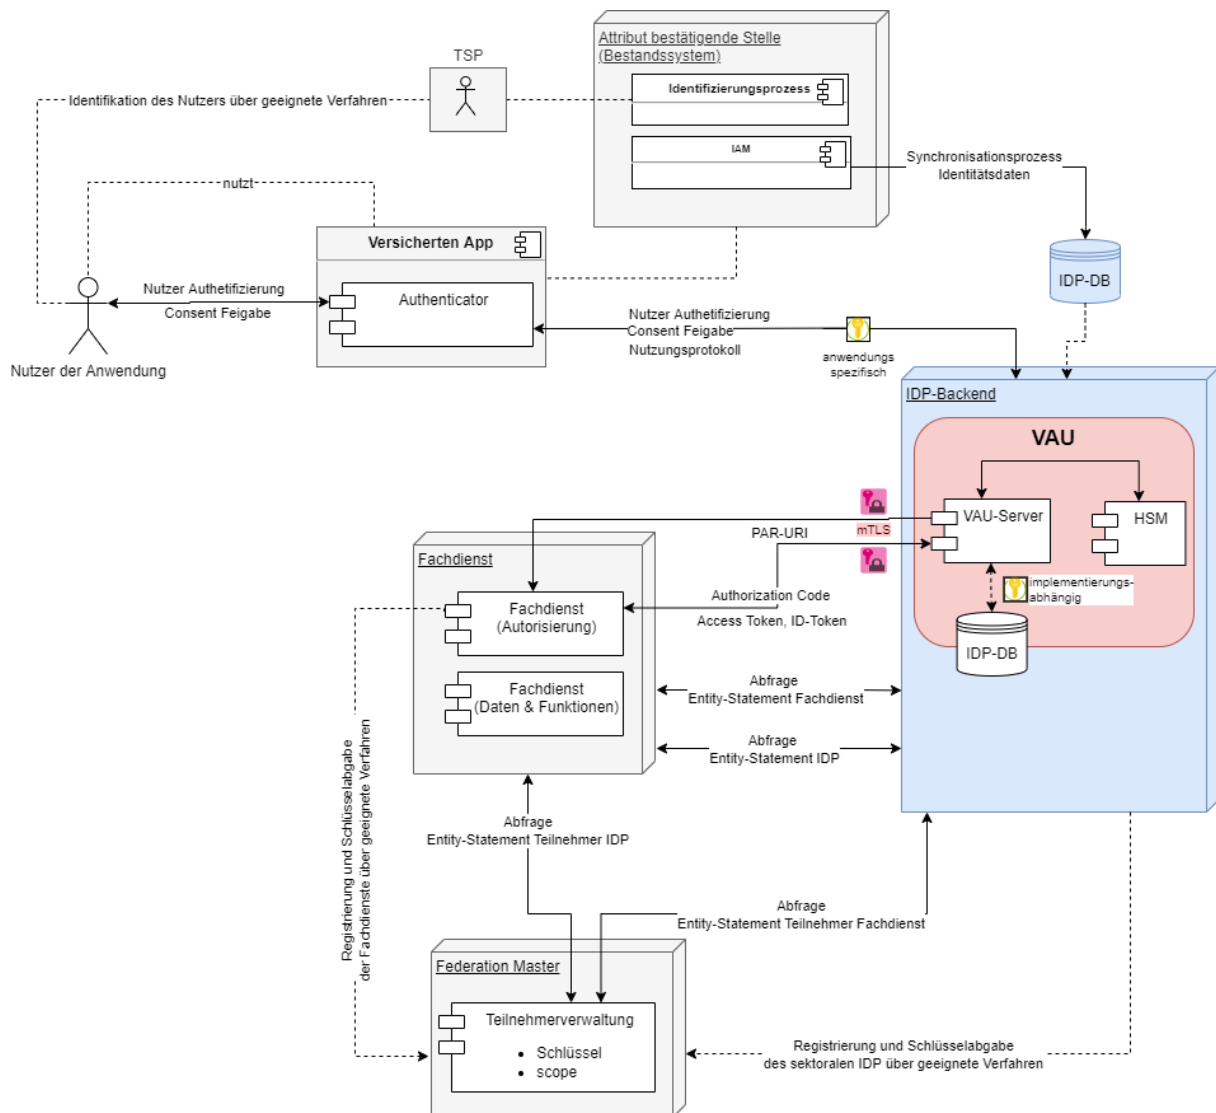 Attribut bestätigende Stelle
(Bestandssystem)
TSP
Identifizierungsprozess
Identifikation des Nutzers über geeignete Verfahren
IAM
Synchronisationsprozess
Identitätsdaten
nutzt
Versicherten App
IDP-DB
Nutzer Authetifizierung
Consent Feigabe
Authenticator
Nutzer Authetifizierung
Consent Feigabe
Nutzungsprotokoll
anwendungs
spezifisch
Nutzer der Anwendung
IDP-Backend
VAU
VAU-Server
HSM
PAR-URI
mTLS
Fachdienst
implementierungs-
abhängig
Fachdienst
(Autorisierung)
Authorization Code
Access Token, ID-Token
IDP-DB
Fachdienst
(Daten & Funktionen)
Abfrage
Entity-Statement Fachdienst
Abfrage
Entity-Statement IDP
Registrierung und Schlüsselabgabe
der Fachdienste über geeignete Verfahren
Abfrage
Entity-Statement Teilnehmer IDP
Abfrage
Entity-Statement Teilnehmer Fachdienst
Federation Master
Teilnehmerverwaltung
• Schlüssel
• scope
Registrierung und Schlüsselabgabe
des sektoralen IDP über geeignete Verfahren